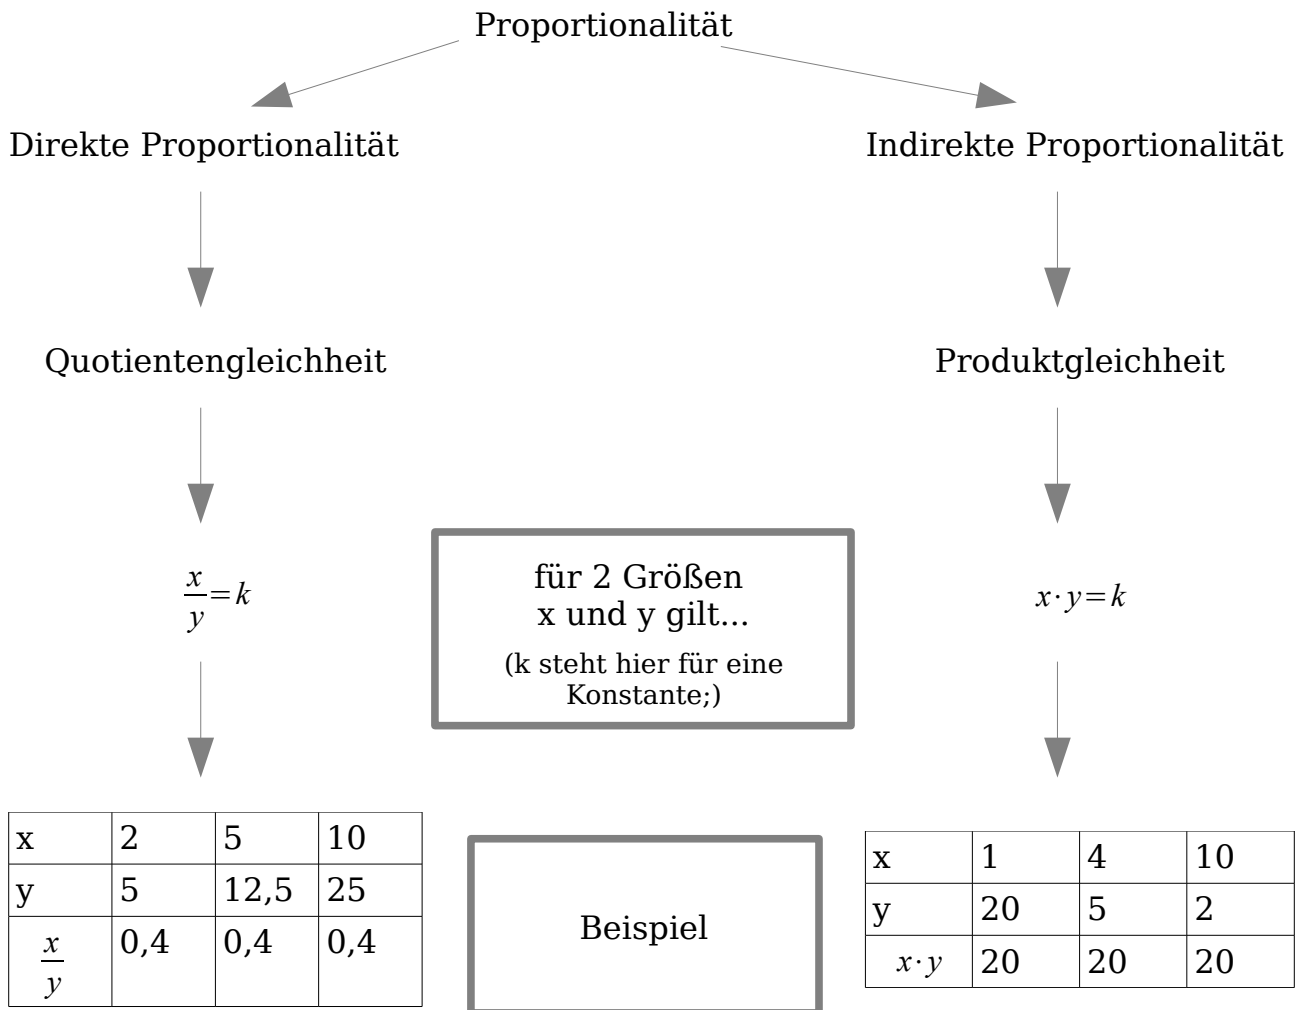 Proportionalität
Direkte Proportionalität
Indirekte Proportionalität
Quotientengleichheit
Produktgleichheit
x/y=k
für 2 Größen
x und y gilt...
(k steht hier für eine
Konstante;)
x·y=k
x 2 5 10
y 5 12,5 25
x/y 0,4 0,4 0,4
Beispiel
x 1 4 10
y 20 5 2
x·y 20 20 20